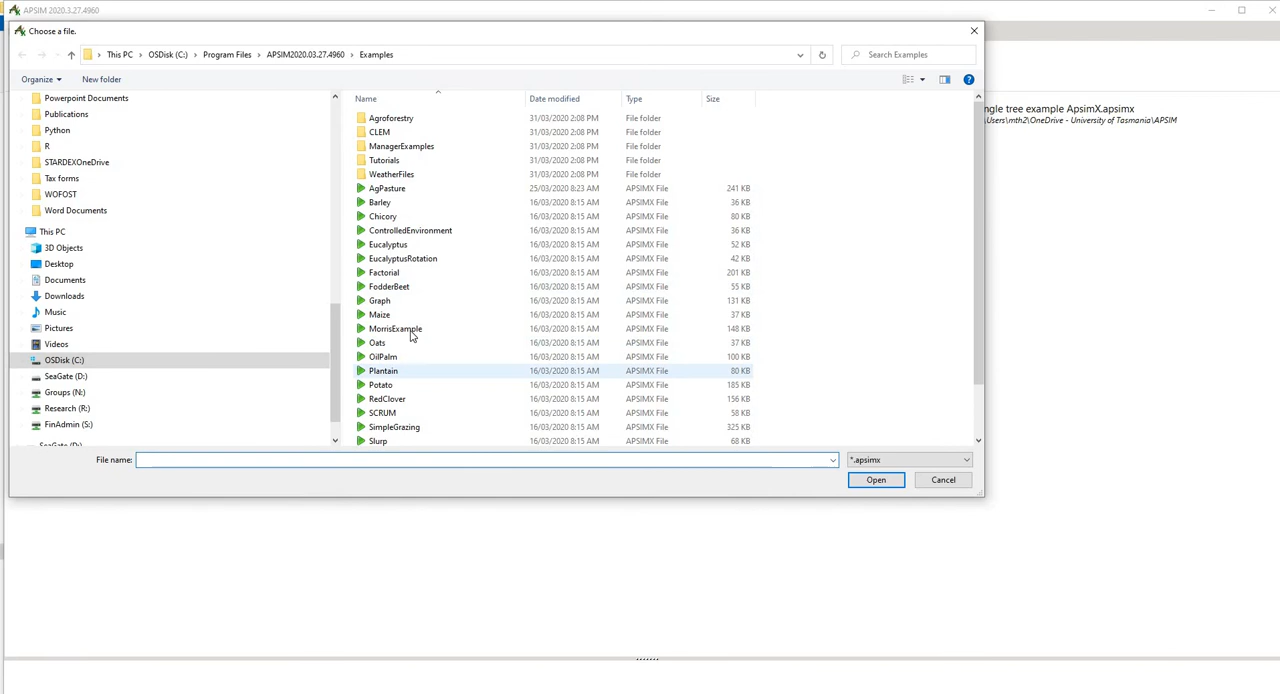 APSIM 2020.3.27.4960
Choose a file.
This PC > OSDisk (C:) > Program Files > APSIM2020.03.27.4960 > Examples
Search Examples
Organize
New folder
Name Date modified Type Size
Powerpoint Documents
Publications
Python
R
STARDEXOneDrive
Tax forms
WOFOST
Word Documents
This PC
3D Objects
Desktop
Documents
Downloads
Music
Pictures
Videos
OSDisk (C:)
SeaGate (D:)
Groups (N:)
Research (R:)
FinAdmin (S:)
SeaGate (D:)
Agroforestry 31/03/2020 2:08 PM File folder
CLEM 31/03/2020 2:08 PM File folder
ManagerExamples 31/03/2020 2:08 PM File folder
Tutorials 31/03/2020 2:08 PM File folder
WeatherFiles 31/03/2020 2:08 PM File folder
AgPasture 25/03/2020 8:23 AM APSIMX File 241 KB
Barley 16/03/2020 8:15 AM APSIMX File 36 KB
Chicory 16/03/2020 8:15 AM APSIMX File 80 KB
ControlledEnvironment 16/03/2020 8:15 AM APSIMX File 36 KB
Eucalyptus 16/03/2020 8:15 AM APSIMX File 52 KB
EucalyptusRotation 16/03/2020 8:15 AM APSIMX File 42 KB
Factorial 16/03/2020 8:15 AM APSIMX File 201 KB
FodderBeet 16/03/2020 8:15 AM APSIMX File 55 KB
Graph 16/03/2020 8:15 AM APSIMX File 131 KB
Maize 16/03/2020 8:15 AM APSIMX File 37 KB
MorrisExample 16/03/2020 8:15 AM APSIMX File 148 KB
Oats 16/03/2020 8:15 AM APSIMX File 37 KB
OilPalm 16/03/2020 8:15 AM APSIMX File 100 KB
Plantain 16/03/2020 8:15 AM APSIMX File 80 KB
Potato 16/03/2020 8:15 AM APSIMX File 185 KB
RedClover 16/03/2020 8:15 AM APSIMX File 156 KB
SCRUM 16/03/2020 8:15 AM APSIMX File 58 KB
SimpleGrazing 16/03/2020 8:15 AM APSIMX File 325 KB
Slurp 16/03/2020 8:15 AM APSIMX File 68 KB
File name:
*.apsimx
Open
Cancel
ngle tree example ApsimX.apsimx
Users\mth2\OneDrive - University of Tasmania\APSIM